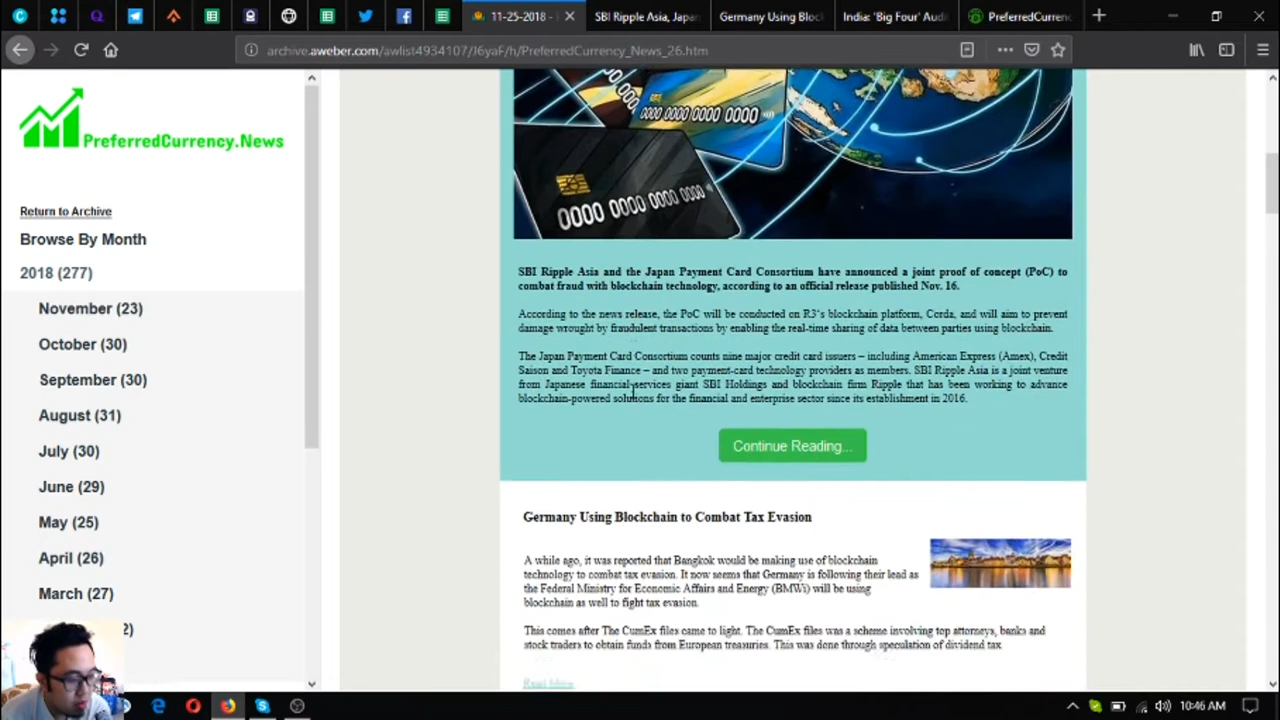 11-25-2018 -
SBI Ripple Asia, Japan
Germany Using Block
India: 'Big Four' Audi
PreferredCurrenc
archive.aweber.com/awlist4934107/J6yaF/h/PreferredCurrency_News_26.htm
PreferredCurrency.News
Return to Archive
Browse By Month
2018 (277)
November (23)
October (30)
September (30)
August (31)
July (30)
June (29)
May (25)
April (26)
March (27)
2)
0000 0000 0000 0000
0000 0000 0000 0000
SBI Ripple Asia and the Japan Payment Card Consortium have announced a joint proof of concept (PoC) to
combat fraud with blockchain technology, according to an official release published Nov. 16.
According to the news release, the PoC will be conducted on R3's blockchain platform, Corda, and will aim to prevent
damage wrought by fraudulent transactions by enabling the real-time sharing of data between parties using blockchain.
The Japan Payment Card Consortium counts nine major credit card issuers – including American Express (Amex), Credit
Saison and Toyota Finance – and two payment-card technology providers as members. SBI Ripple Asia is a joint venture
from Japanese financial-services giant SBI Holdings and blockchain firm Ripple that has been working to advance
blockchain-powered solutions for the financial and enterprise sector since its establishment in 2016.
Continue Reading...
Germany Using Blockchain to Combat Tax Evasion
A while ago, it was reported that Bangkok would be making use of blockchain
technology to combat tax evasion. It now seems that Germany is following their lead as
the Federal Ministry for Economic Affairs and Energy (BMWi) will be using
blockchain as well to fight tax evasion.
This comes after The CumEx files came to light. The CumEx files was a scheme involving top attorneys, banks and
stock traders to obtain funds from European treasuries. This was done through speculation of dividend tax.
Read More
10:46 AM